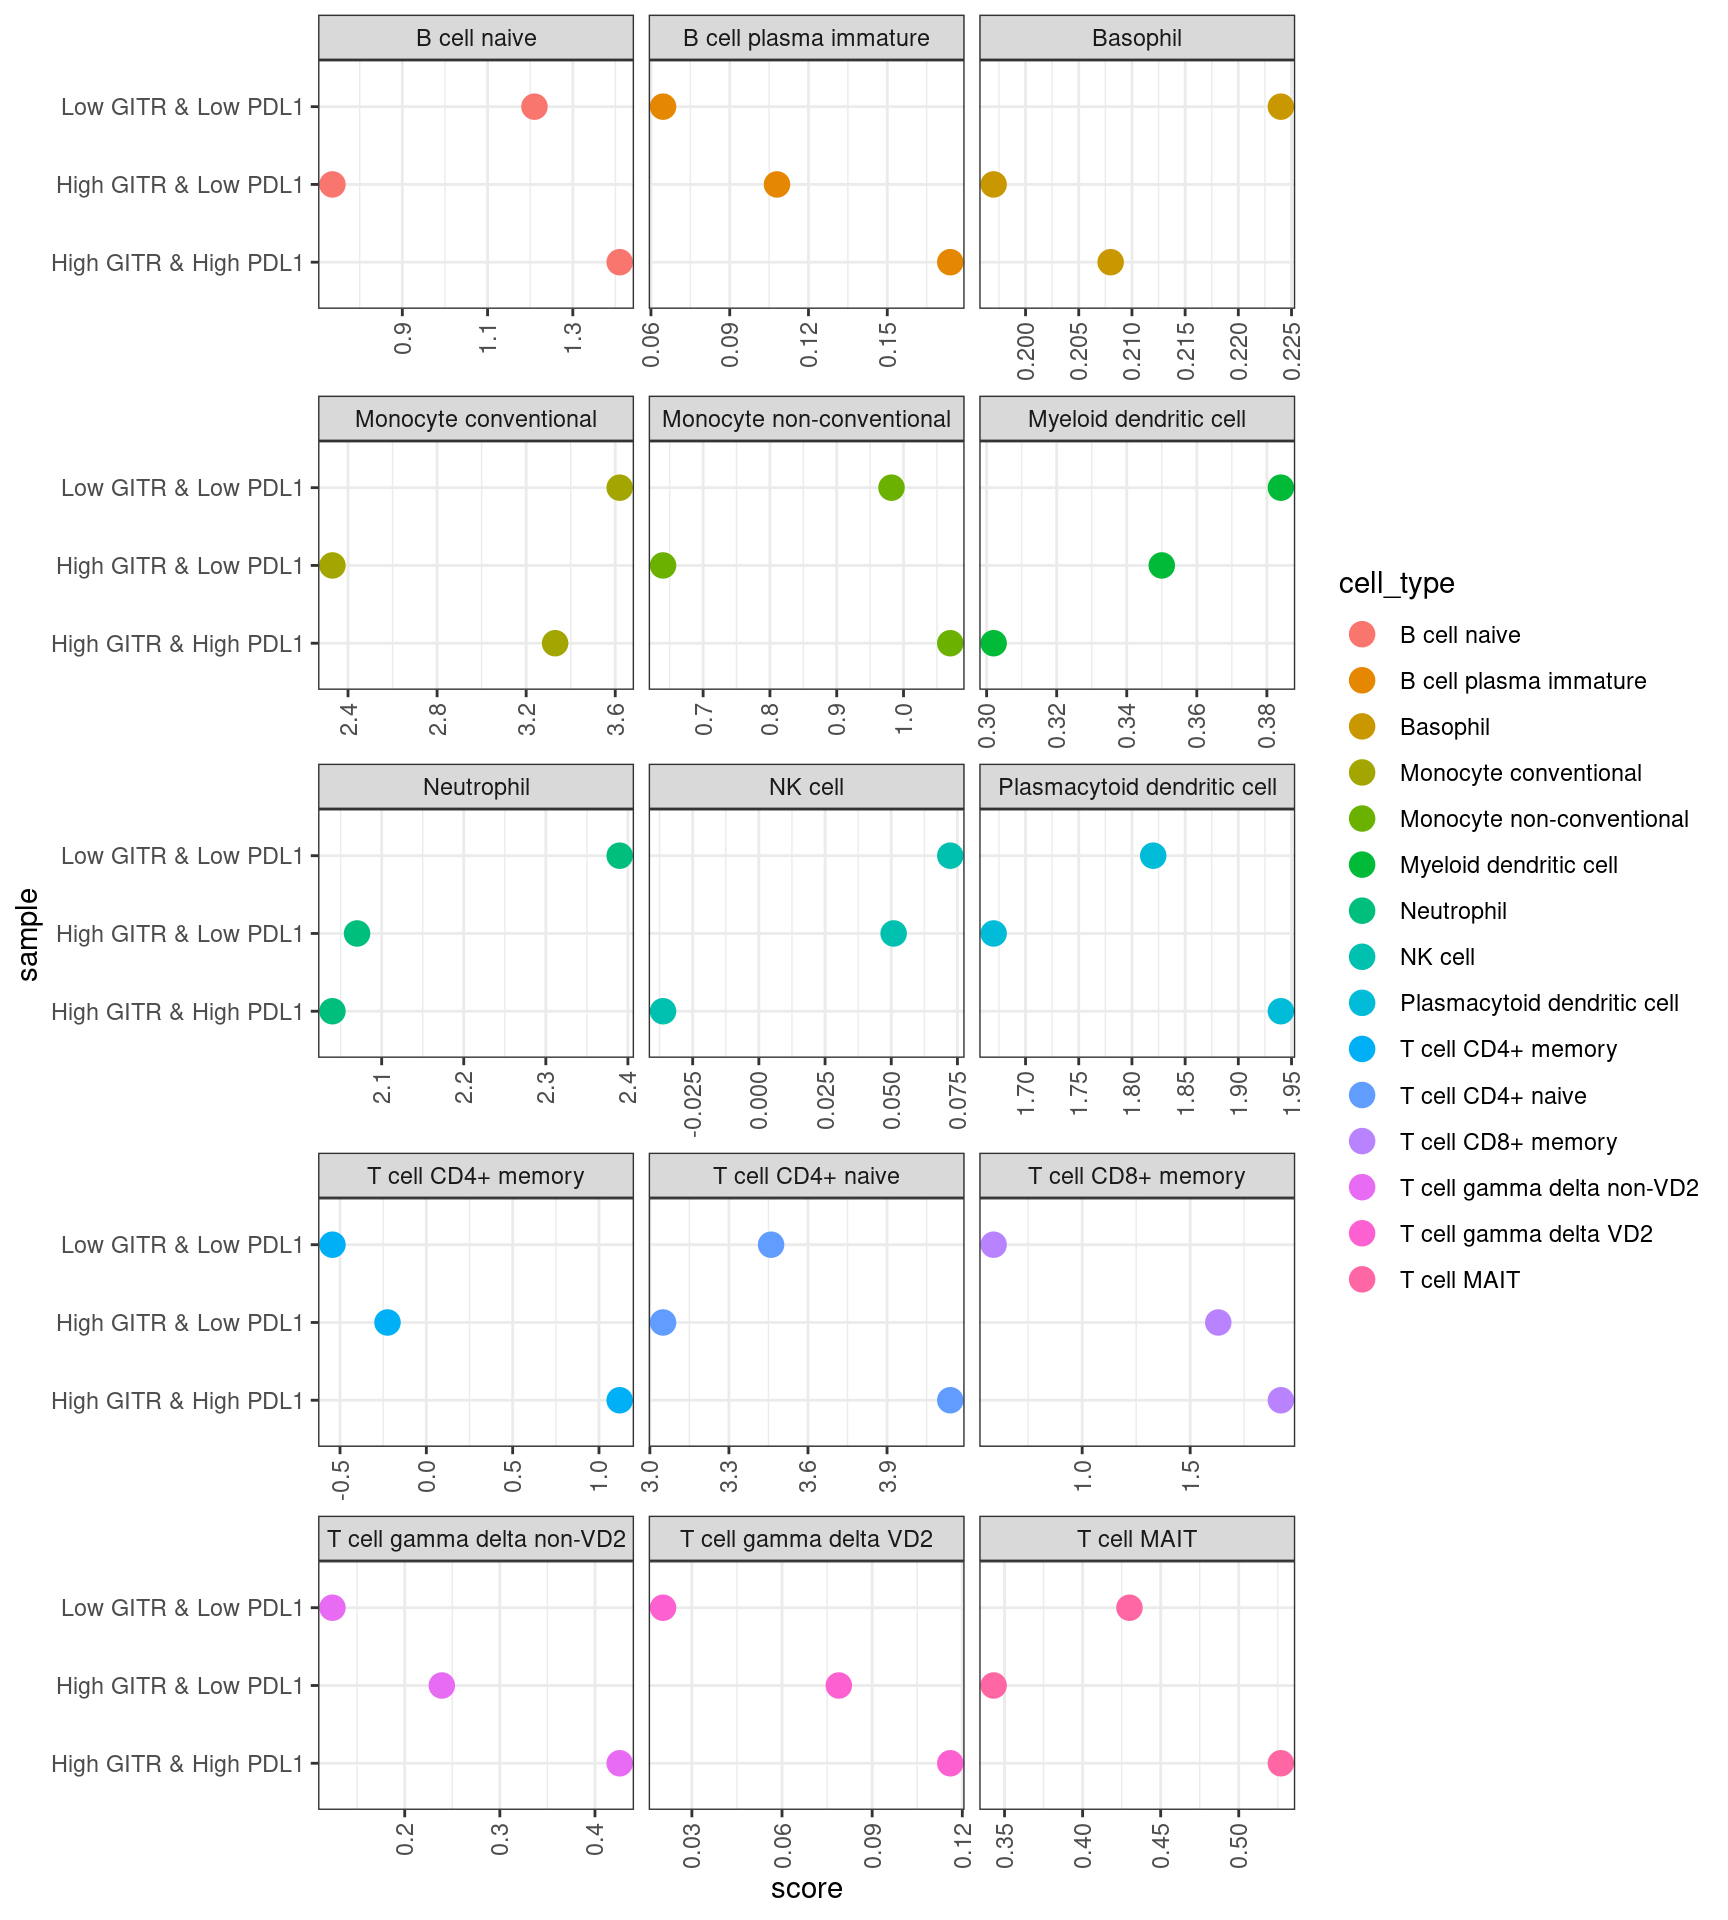 B cell naive
B cell plasma immature
Basophil
Low GITR & Low PDL1
High GITR & Low PDL1
High GITR & High PDL1
0.9 1.1 1.3
0.06 0.09 0.12 0.15
0.200 0.205 0.210 0.215 0.220 0.225
Monocyte conventional
Monocyte non-conventional
Myeloid dendritic cell
Low GITR & Low PDL1
High GITR & Low PDL1
High GITR & High PDL1
2.4 2.8 3.2 3.6
0.7 0.8 0.9 1.0
0.30 0.32 0.34 0.36 0.38
Neutrophil
NK cell
Plasmacytoid dendritic cell
Low GITR & Low PDL1
High GITR & Low PDL1
High GITR & High PDL1
2.1 2.2 2.3 2.4
-0.025 0.000 0.025 0.050 0.075
1.70 1.75 1.80 1.85 1.90 1.95
T cell CD4+ memory
T cell CD4+ naive
T cell CD8+ memory
Low GITR & Low PDL1
High GITR & Low PDL1
High GITR & High PDL1
-0.5 0.0 0.5 1.0
3.0 3.3 3.6 3.9
1.0 1.5
T cell gamma delta non-VD2
T cell gamma delta VD2
T cell MAIT
Low GITR & Low PDL1
High GITR & Low PDL1
High GITR & High PDL1
0.2 0.3 0.4
0.03 0.06 0.09 0.12
0.35 0.40 0.45 0.50
sample
score
cell_type
B cell naive
B cell plasma immature
Basophil
Monocyte conventional
Monocyte non-conventional
Myeloid dendritic cell
Neutrophil
NK cell
Plasmacytoid dendritic cell
T cell CD4+ memory
T cell CD4+ naive
T cell CD8+ memory
T cell gamma delta non-VD2
T cell gamma delta VD2
T cell MAIT